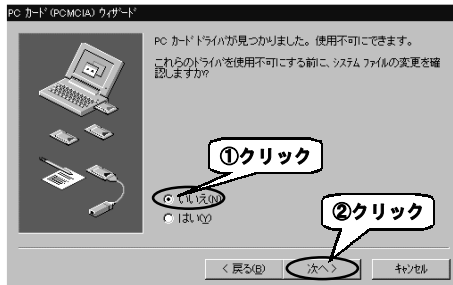 PC カード (PCMCIA) ウィザード
PC カード ドライバが見つかりました。使用不可にできます。
これらのドライバを使用不可にする前に、システム ファイルの変更を確
認しますか?
①クリック
いいえ(N)
はい(Y)
②クリック
< 戻る(B)
次へ >
キャンセル